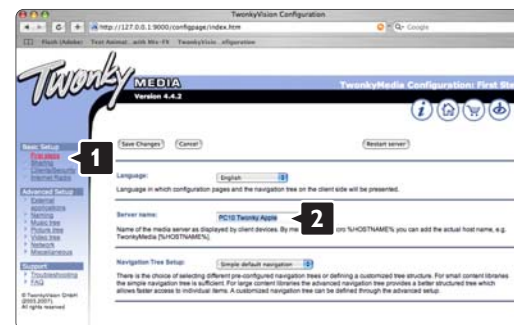 TwonkyVision Configuration
http://127.0.0.1:9000/configpage/index.htm
Google
Flash (Adobe) Test Animat...with Mix-FX TwonkyVisio...nfiguration
Twonky MEDIA
Version 4.4.2
TwonkyMedia Configuration: First Ste
Basic Setup
First steps
Sharing
Clients/Security
Internet Radio
Advanced Setup
External
applications
Naming
Music tree
Picture tree
Video tree
Network
Miscellaneous
Support
Troubleshooting
FAQ
© TwonkyVision GmbH
(2003,2007)
All rights reserved
1
Save Changes Cancel Restart server
Language: English
Language in which configuration pages and the navigation tree on the client side will be presented.
Server name: PC10 Twonky Apple
2
Name of the media server as displayed by client devices. By me cro %HOSTNAME% you can add the actual host name, e.g.
TwonkyMedia [%HOSTNAME%].
Navigation Tree Setup: Simple default navigation
There is the choice of selecting different pre-configured navigation trees or defining a customized tree structure. For small content libraries
the simple navigation tree is sufficient. For large content libraries the advanced navigation tree provides a better structured tree which
allows faster access to individual items. A customized navigation tree can be defined through the advanced setup.